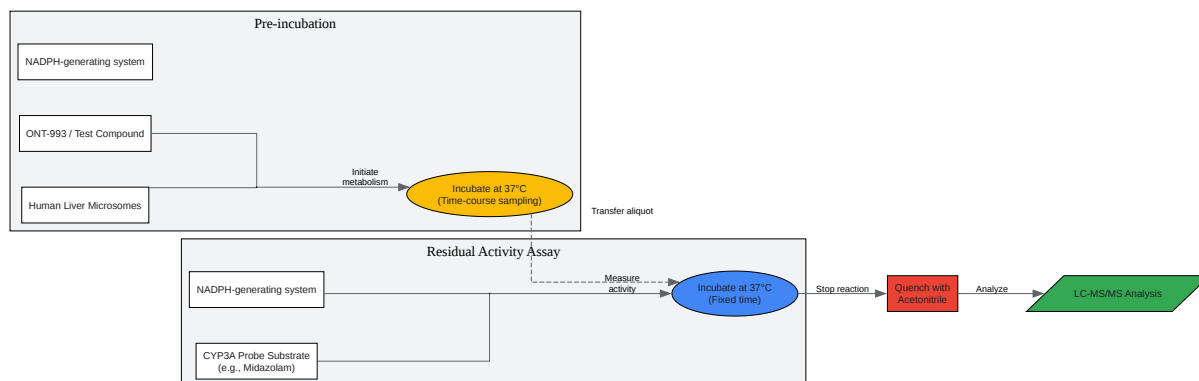 Pre-incubation
NADPH-generating system
ONT-993 / Test Compound
Human Liver Microsomes
Initiate
metabolism
Incubate at 37°C
(Time-course sampling)
Transfer aliquot
Residual Activity Assay
NADPH-generating system
CYP3A Probe Substrate
(e.g., Midazolam)
Measure
activity
Incubate at 37°C
(Fixed time)
Stop reaction
Quench with
Acetonitrile
Analyze
LC-MS/MS Analysis